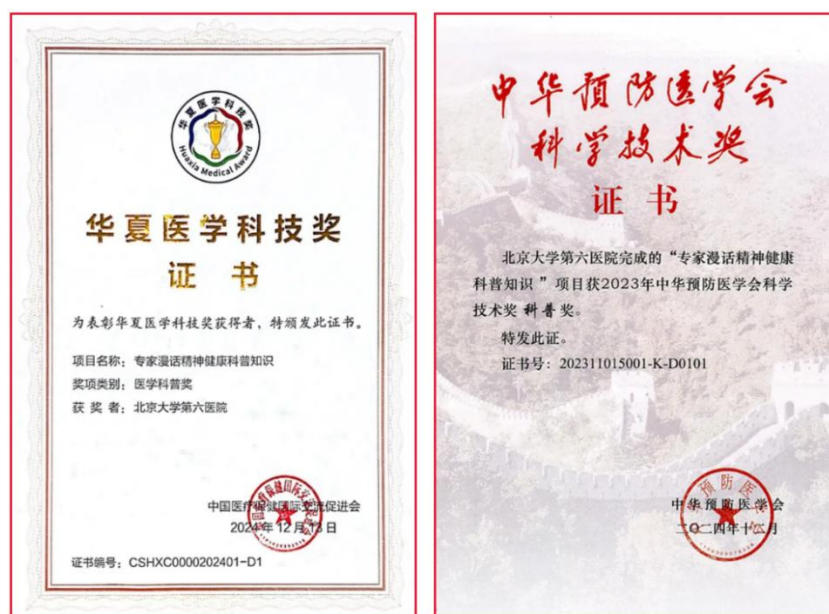 华夏医学科技奖
Huaxia Medical Award
华夏医学科技奖
证书
为表彰华夏医学科技奖获得者，特颁发此证书。
项目名称：专家漫话精神健康科普知识
奖项类别：医学科普奖
获 奖 者：北京大学第六医院
中国医疗保健国际交流促进会
2024年12月13日
证书编号：CSHXC0000202401-D1
中华预防医学会
科学技术奖
证书
北京大学第六医院完成的“专家漫话精神健康
科普知识 ”项目获2023年中华预防医学会科学
技术奖 科普奖。
特发此证。
证书号：202311015001-K-D0101
中华预防医学会
二〇二四年十二月